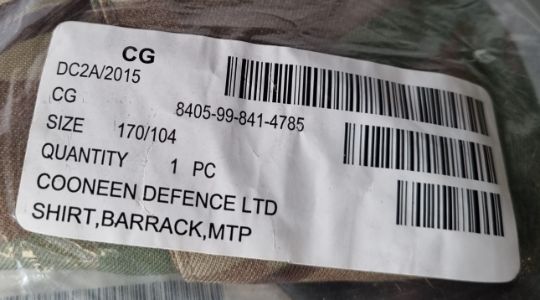 CG
DC2A/2015
CG 8405-99-841-4785
SIZE 170/104
QUANTITY 1 PC
COONEEN DEFENCE LTD
SHIRT,BARRACK,MTP